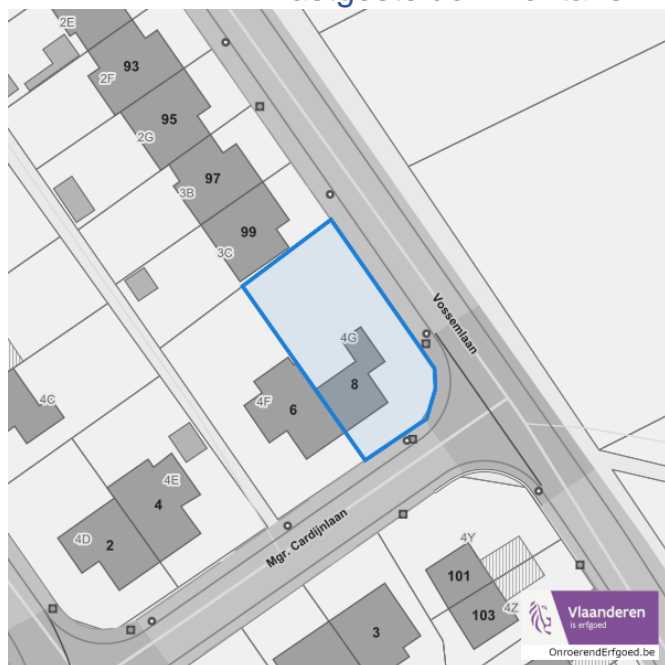 2E
93
2F
95
2G
97
3B
99
3C
Vossemlaan
4G
8
4F
6
4C
4E
4
4D
2
Mgr. Cardijnlaan
4Y
101
103
4Z
3
Vlaanderen
is erfgoed
OnroerendErfgoed.be